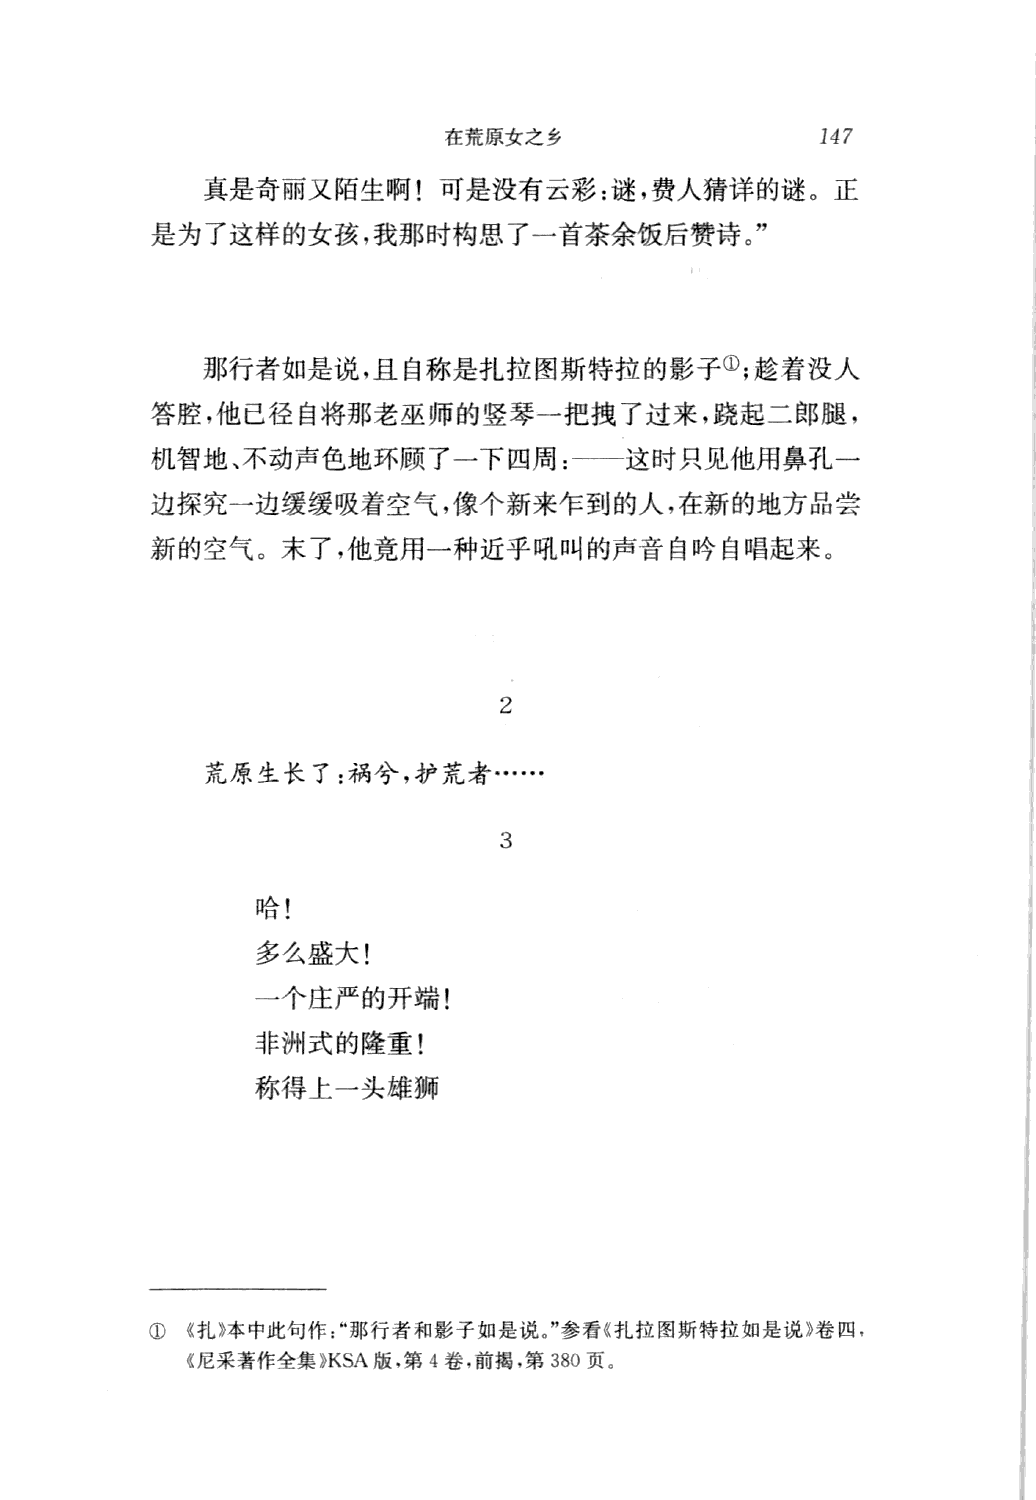 在荒原女之乡 147
真是奇丽又陌生啊！可是没有云彩：谜，费人猜详的谜。正
是为了这样的女孩，我那时构思了一首茶余饭后赞诗。”
那行者如是说，且自称是扎拉图斯特拉的影子①；趁着没人
答腔，他已径自将那老巫师的竖琴一把拽了过来，跷起二郎腿，
机智地、不动声色地环顾了一下四周：——这时只见他用鼻孔一
边探究一边缓缓吸着空气，像个新来乍到的人，在新的地方品尝
新的空气。末了，他竟用一种近乎吼叫的声音自吟自唱起来。
2
荒原生长了：祸兮，护荒者……
3
哈！
多么盛大！
一个庄严的开端！
非洲式的隆重！
称得上一头雄狮
① 《扎》本中此句作：“那行者和影子如是说。”参看《扎拉图斯特拉如是说》卷四，
《尼采著作全集》KSA 版，第 4 卷，前揭，第 380 页。